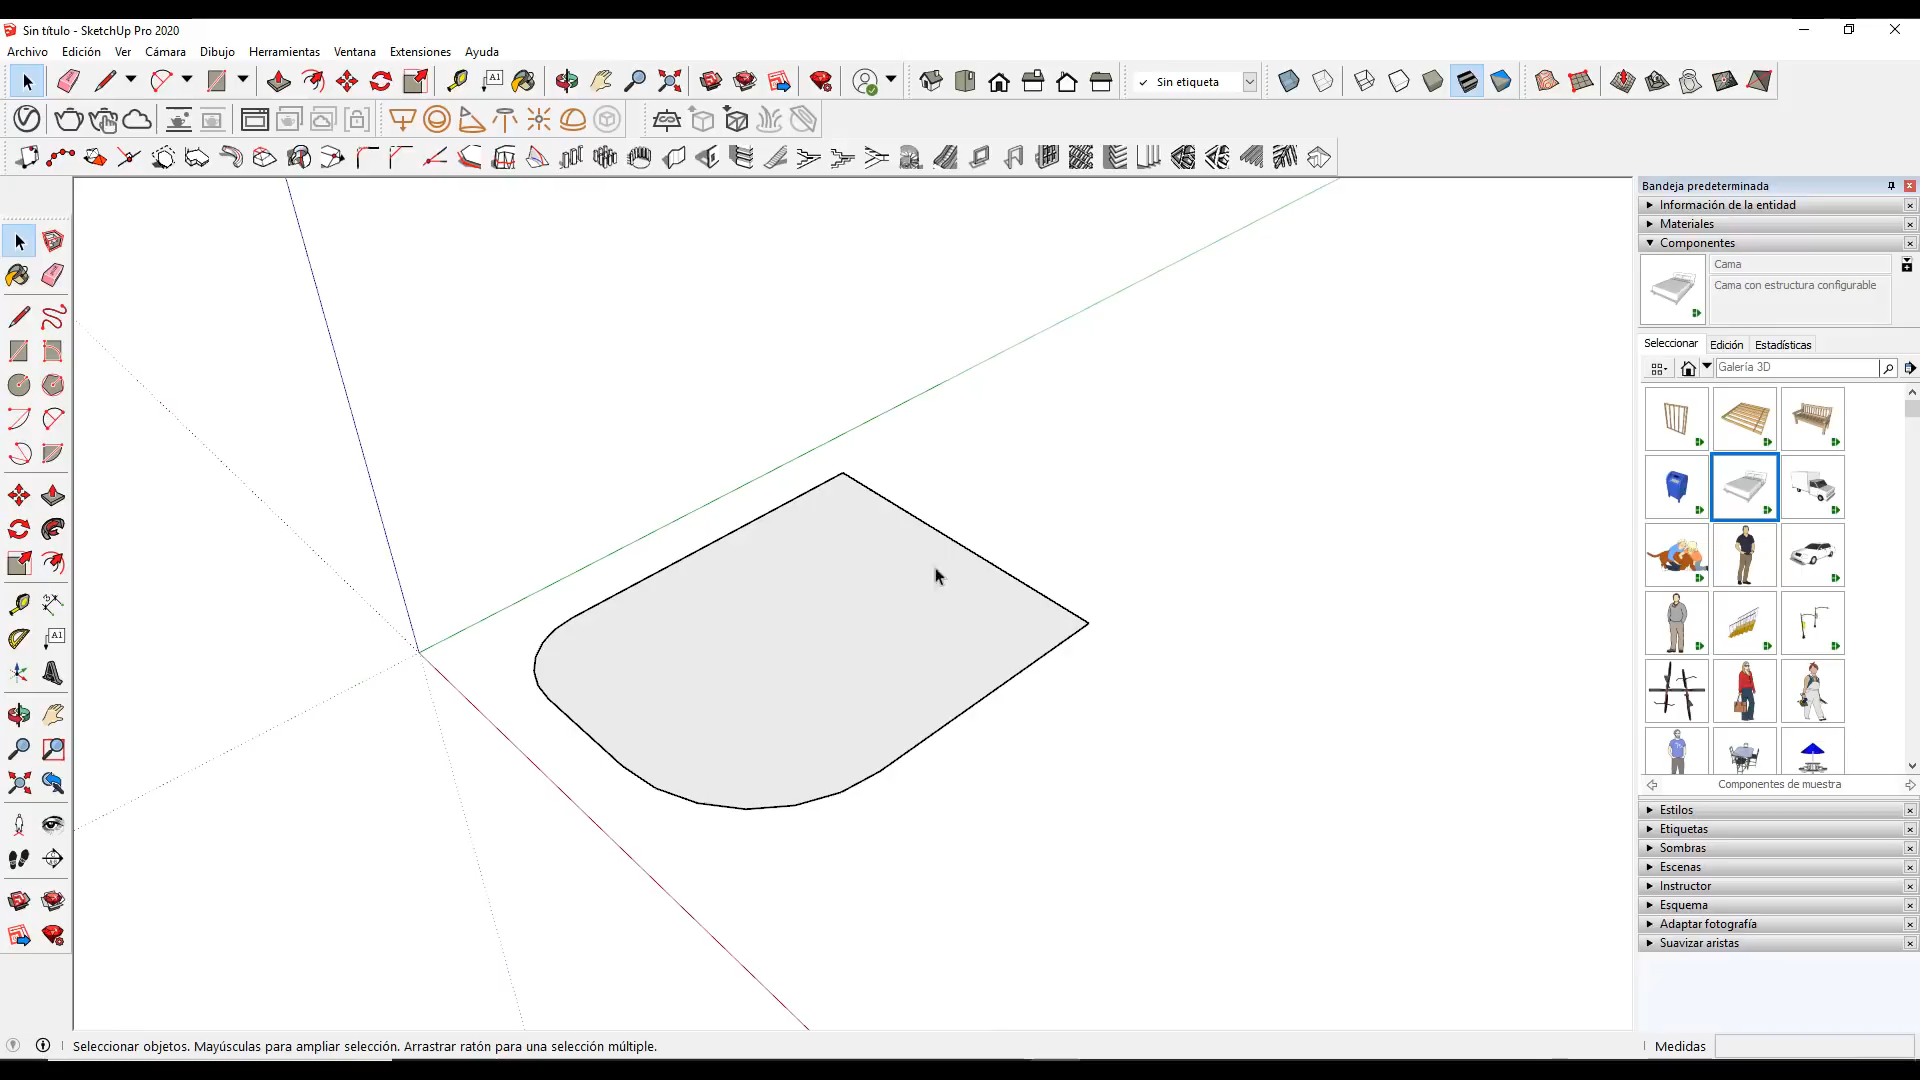 Sin título - SketchUp Pro 2020
Archivo Edición Ver Cámara Dibujo Herramientas Ventana Extensiones Ayuda
A1
Sin etiqueta
Bandeja predeterminada
Información de la entidad
Materiales
Componentes
Cama
Cama con estructura configurable
Seleccionar Edición Estadísticas
Galería 3D
A1
Componentes de muestra
Estilos
Etiquetas
Sombras
Escenas
Instructor
Esquema
Adaptar fotografía
Suavizar aristas
Seleccionar objetos. Mayúsculas para ampliar selección. Arrastrar ratón para una selección múltiple.
Medidas